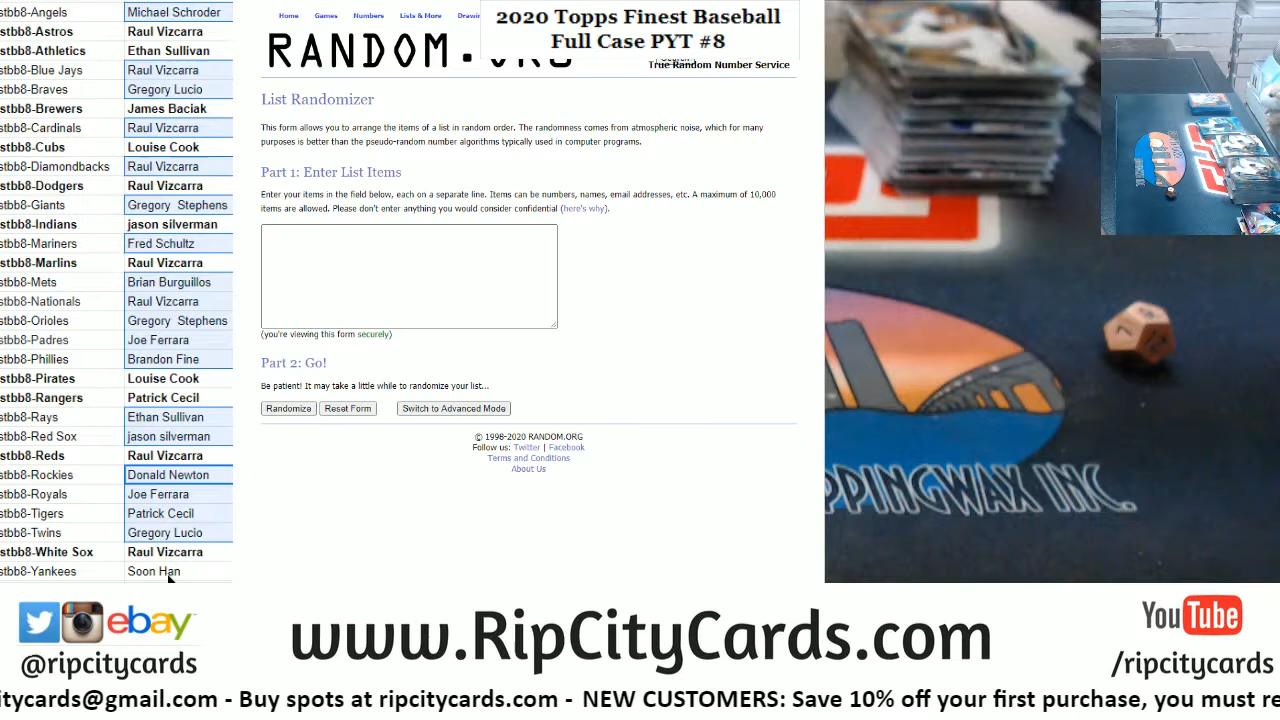 stbb8-Angels Michael Schroder
stbb8-Astros Raul Vizcarra
stbb8-Athletics Ethan Sullivan
stbb8-Blue Jays Raul Vizcarra
stbb8-Braves Gregory Lucio
stbb8-Brewers James Baciak
stbb8-Cardinals Raul Vizcarra
stbb8-Cubs Louise Cook
stbb8-Diamondbacks Raul Vizcarra
stbb8-Dodgers Raul Vizcarra
stbb8-Giants Gregory  Stephens
stbb8-Indians jason silverman
stbb8-Mariners Fred Schultz
stbb8-Marlins Raul Vizcarra
stbb8-Mets Brian Burguillos
stbb8-Nationals Raul Vizcarra
stbb8-Orioles Gregory  Stephens
stbb8-Padres Joe Ferrara
stbb8-Phillies Brandon Fine
stbb8-Pirates Louise Cook
stbb8-Rangers Patrick Cecil
stbb8-Rays Ethan Sullivan
stbb8-Red Sox jason silverman
stbb8-Reds Raul Vizcarra
stbb8-Rockies Donald Newton
stbb8-Royals Joe Ferrara
stbb8-Tigers Patrick Cecil
stbb8-Twins Gregory Lucio
stbb8-White Sox Raul Vizcarra
stbb8-Yankees Soon Han
Home Games Numbers Lists & More Drawin
2020 Topps Finest Baseball
Full Case PYT #8
RANDOM.ORG
True Random Number Service
List Randomizer
This form allows you to arrange the items of a list in random order. The randomness comes from atmospheric noise, which for many
purposes is better than the pseudo-random number algorithms typically used in computer programs.
Part 1: Enter List Items
Enter your items in the field below, each on a separate line. Items can be numbers, names, email addresses, etc. A maximum of 10,000
items are allowed. Please don't enter anything you would consider confidential (here's why).
(you're viewing this form securely)
Part 2: Go!
Be patient! It may take a little while to randomize your list...
Randomize Reset Form Switch to Advanced Mode
© 1998-2020 RANDOM.ORG
Follow us: Twitter | Facebook
Terms and Conditions
About Us
7
12
PPINGWAX INC.
ebay
@ripcitycards
www.RipCityCards.com
YouTube
/ripcitycards
citycards@gmail.com - Buy spots at ripcitycards.com - NEW CUSTOMERS: Save 10% off your first purchase, you must re